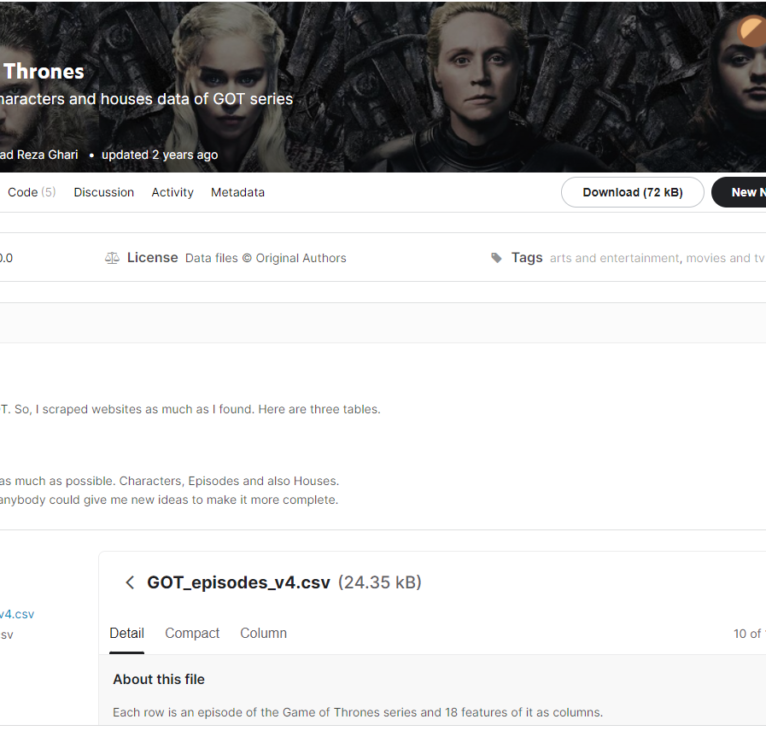 Thrones
haracters and houses data of GOT series
ad Reza Ghari • updated 2 years ago
Code (5) Discussion Activity Metadata Download (72 kB) New N
0.0 License Data files © Original Authors Tags arts and entertainment, movies and tv
T. So, I scraped websites as much as I found. Here are three tables.
as much as possible. Characters, Episodes and also Houses.
anybody could give me new ideas to make it more complete.
GOT_episodes_v4.csv (24.35 kB)
v4.csv
sv
Detail Compact Column 10 of
About this file
Each row is an episode of the Game of Thrones series and 18 features of it as columns.